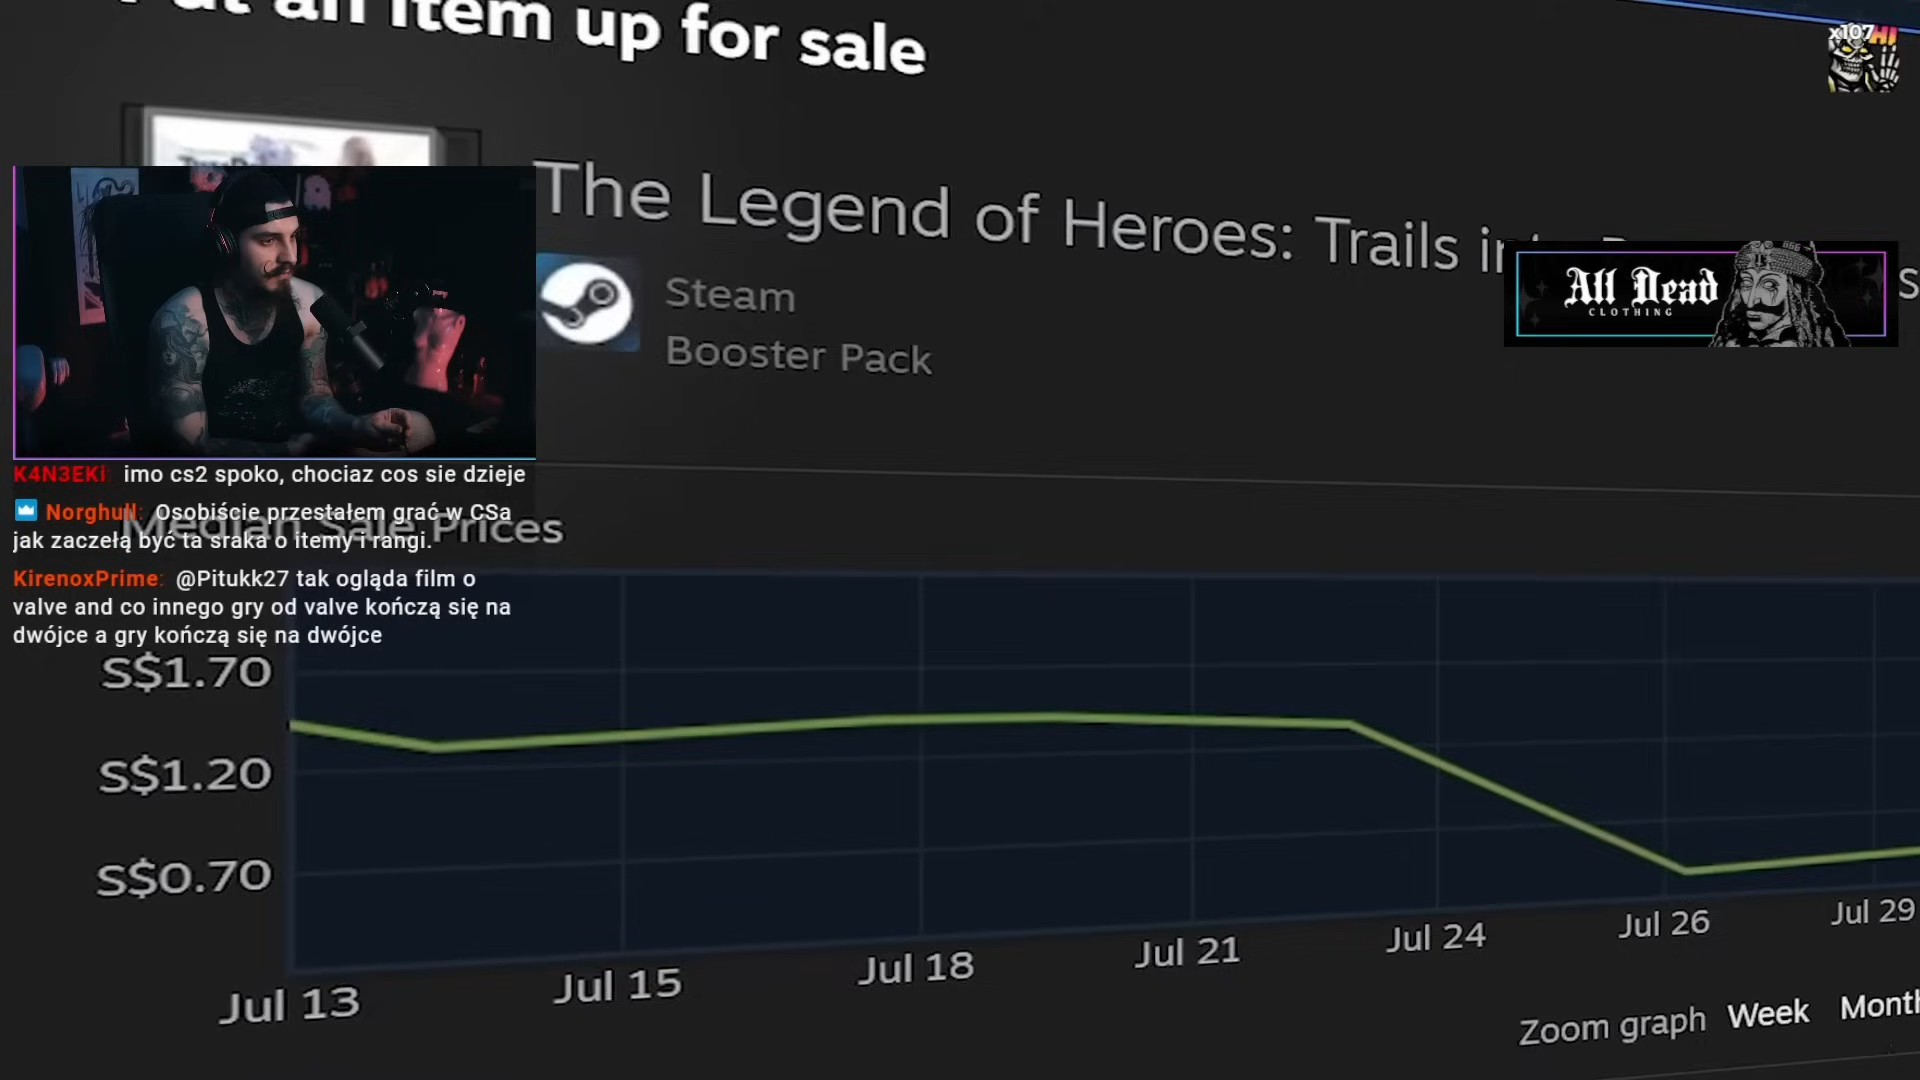 an item up for sale
x107 HI
The Legend of Heroes: Trails
Steam
Booster Pack
All Dead
CLOTHING
K4N3EKi: imo cs2 spoko, chociaz cos sie dzieje
Norghull: Osobiście przestałem grać w CSa
jak zaczełą być ta sraka o itemy i rangi.
KirenoxPrime: @Pitukk27 tak ogląda film o
valve and co innego gry od valve kończą się na
dwójce a gry kończą się na dwójce
Median Sale Prices
S$1.70
S$1.20
S$0.70
Jul 13
Jul 15
Jul 18
Jul 21
Jul 24
Jul 26
Jul 29
Zoom graph Week Month